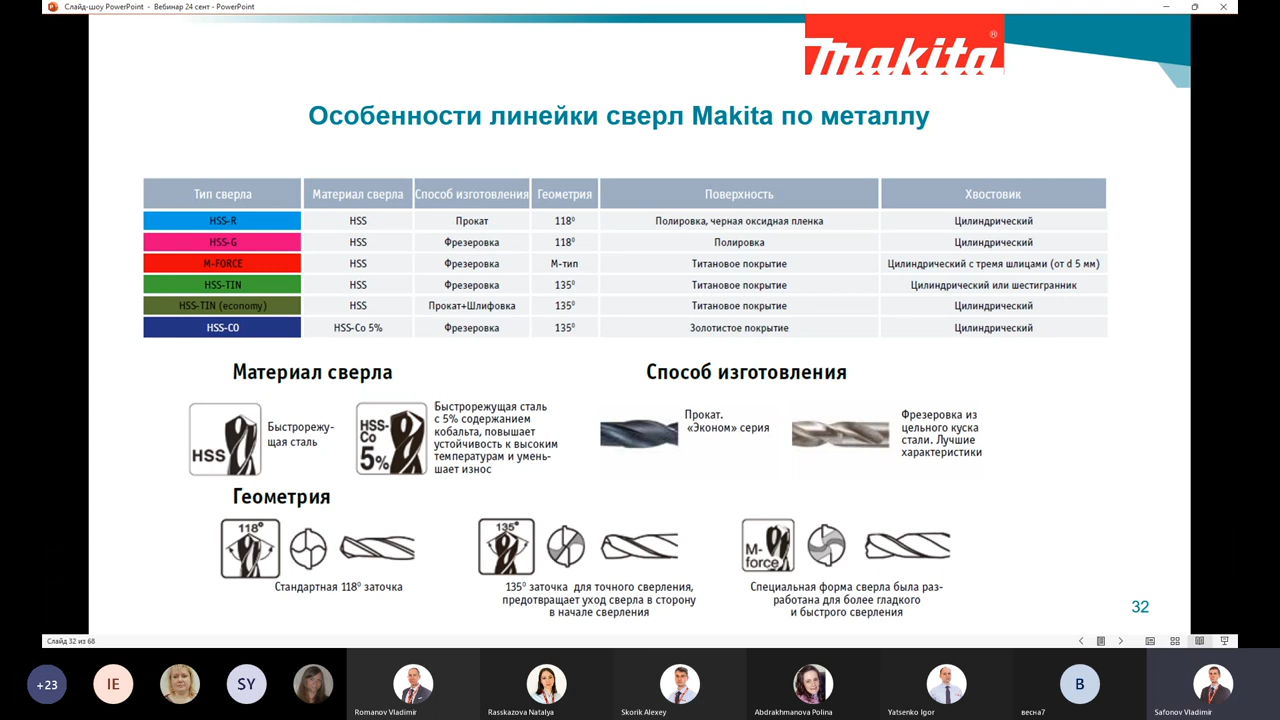 Слайд-шоу PowerPoint - Вебинар 24 сент - PowerPoint
makita®
Особенности линейки сверл Makita по металлу
Тип сверла Материал сверла Способ изготовления Геометрия Поверхность Хвостовик
HSS-R HSS Прокат 118⁰ Полировка, черная оксидная пленка Цилиндрический
HSS-G HSS Фрезеровка 118⁰ Полировка Цилиндрический
M-FORCE HSS Фрезеровка М-тип Титановое покрытие Цилиндрический с тремя шлицами (от d 5 мм)
HSS-TIN HSS Фрезеровка 135⁰ Титановое покрытие Цилиндрический или шестигранник
HSS-TIN (economy) HSS Прокат+Шлифовка 135⁰ Титановое покрытие Цилиндрический
HSS-CO HSS-Co 5% Фрезеровка 135⁰ Золотистое покрытие Цилиндрический
Материал сверла
HSS
Быстрорежу-
щая сталь
HSS-
Co
5%
Быстрорежущая сталь
с 5% содержанием
кобальта, повышает
устойчивость к высоким
температурам и умень-
шает износ
Способ изготовления
Прокат.
«Эконом» серия
Фрезеровка из
цельного куска
стали. Лучшие
характеристики
Геометрия
118°
Стандартная 118⁰ заточка
135°
135⁰ заточка для точного сверления,
предотвращает уход сверла в сторону
в начале сверления
M-
force
Специальная форма сверла была раз-
работана для более гладкого
и быстрого сверления
32
Слайд 32 из 68
+23
IE
SY
B
Romanov Vladimir
Rasskazova Natalya
Skorik Alexey
Abdrakhmanova Polina
Yatsenko Igor
весна7
Safonov Vladimir